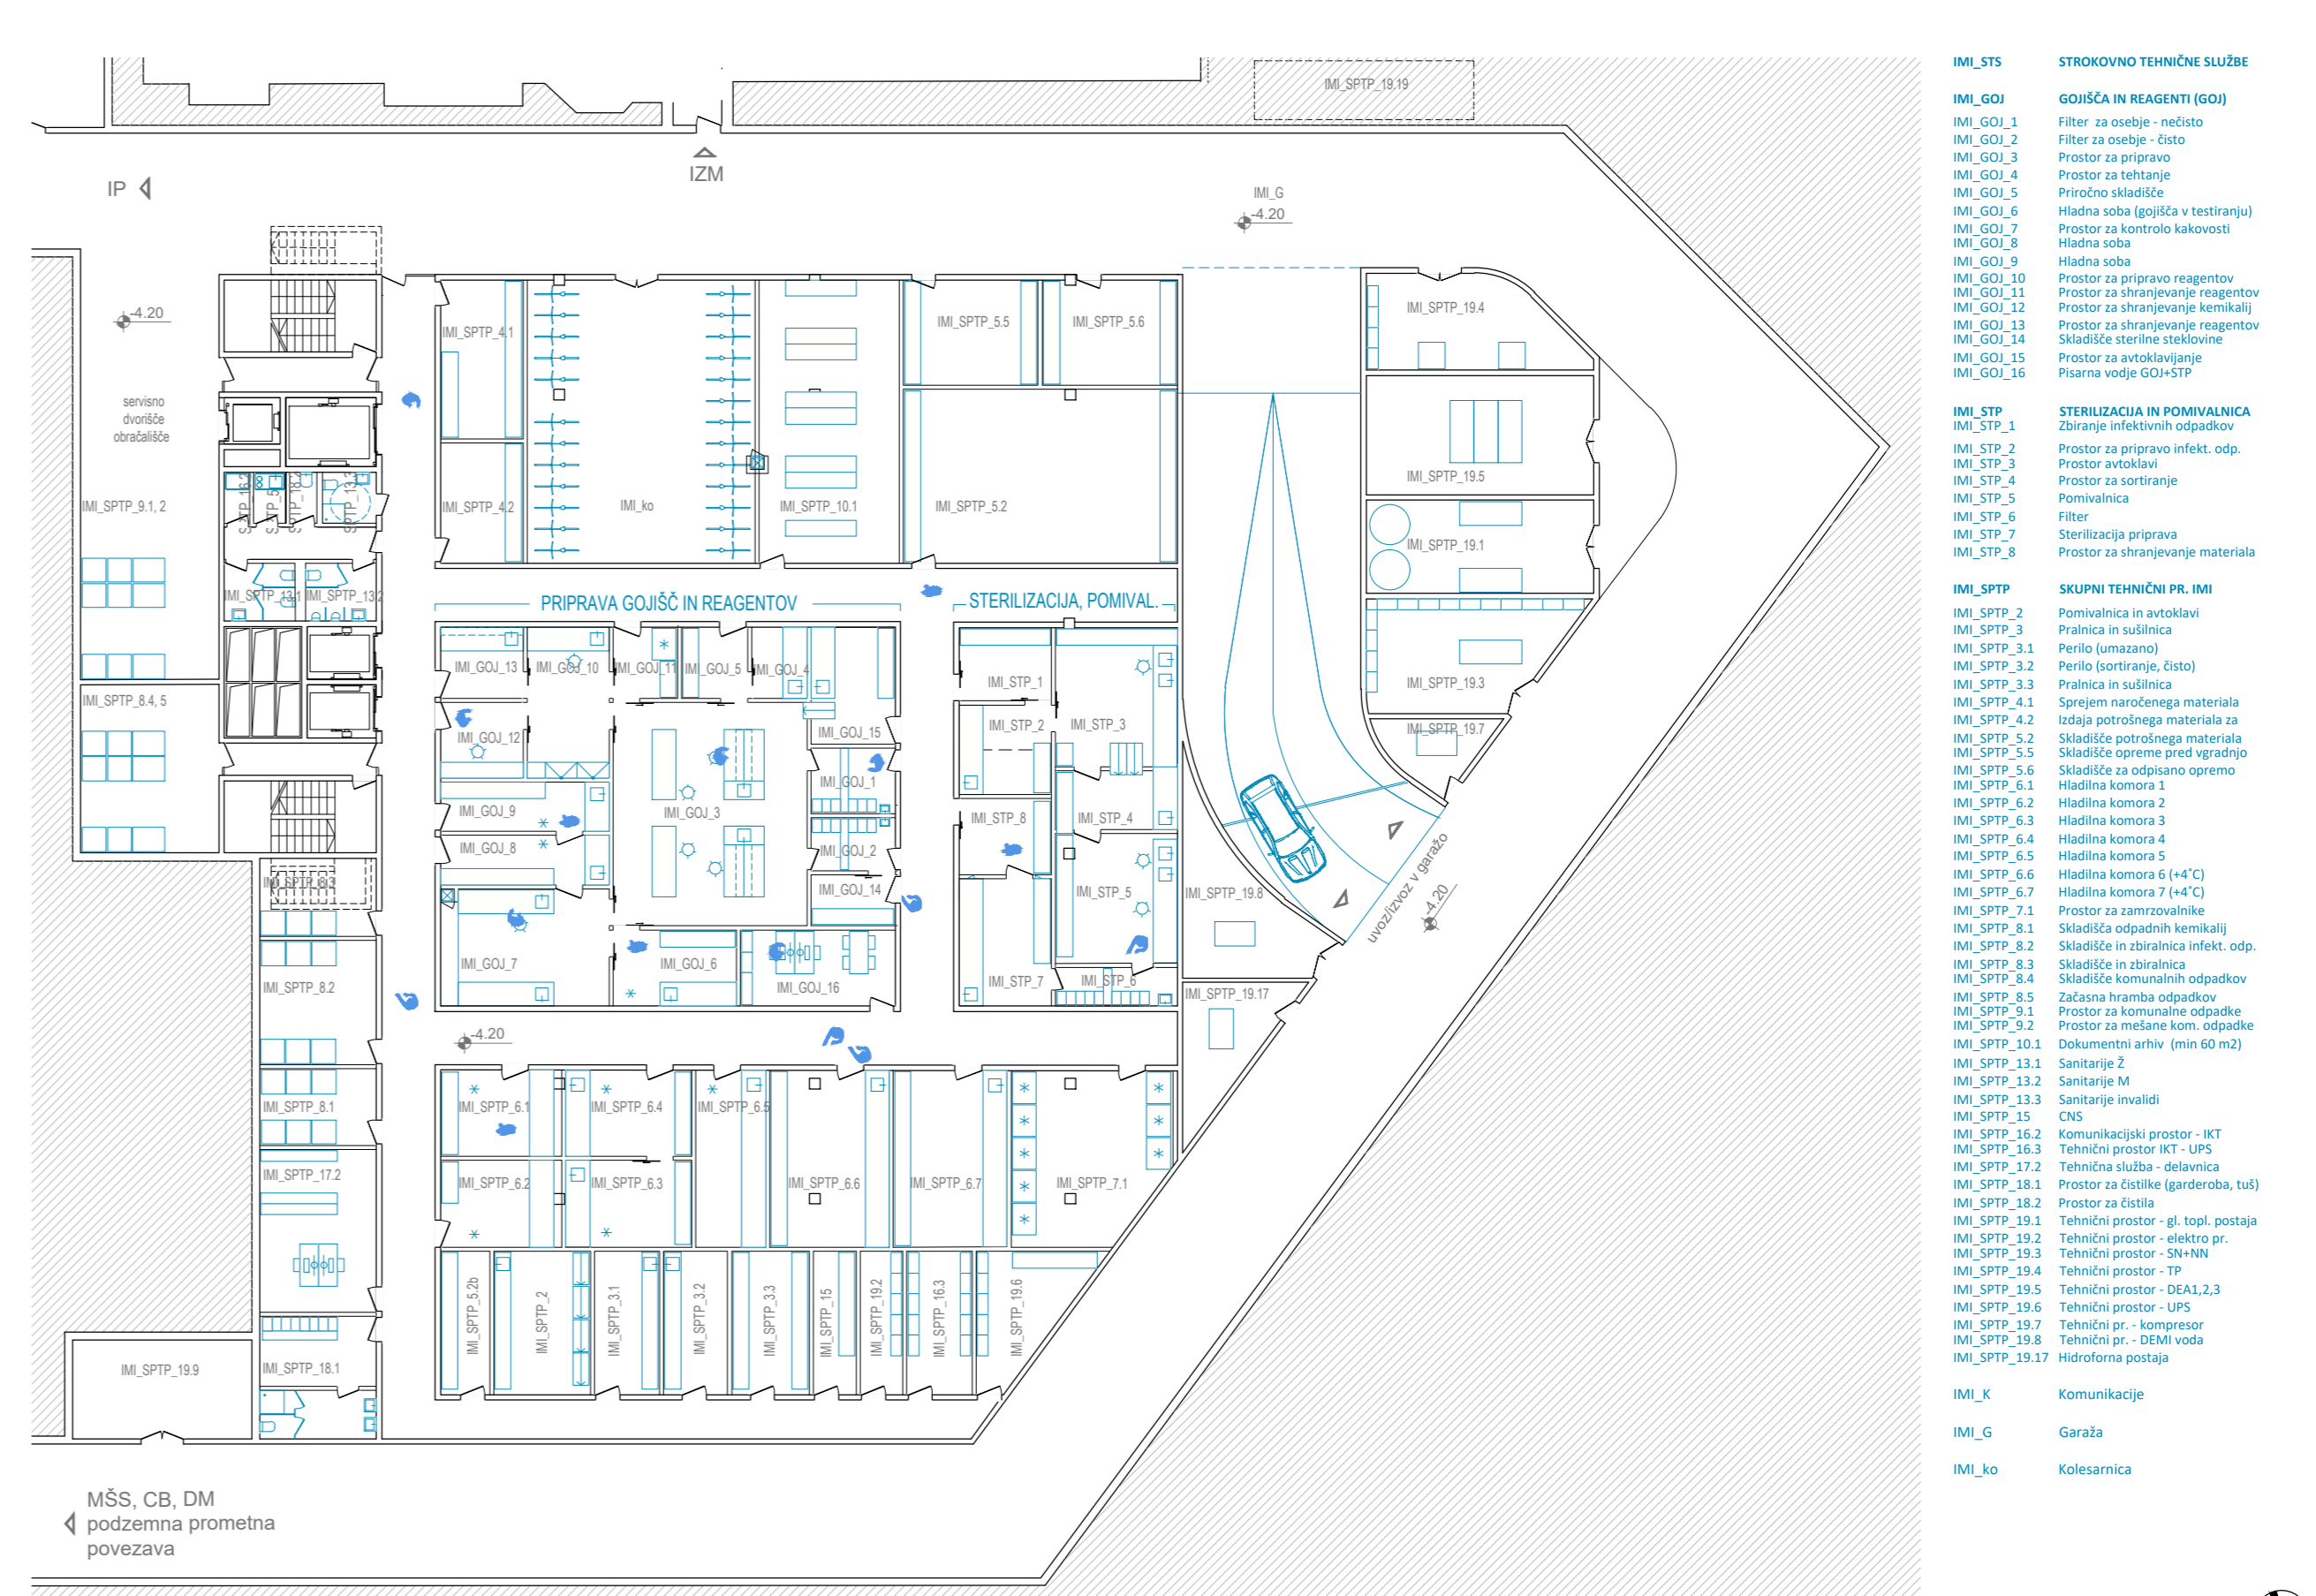 IMI_SPTP_19.19
IZM
IP
IMI_G
-4.20
-4.20
servisno
dvorišče
obračališče
IMI_SPTP_4.1
IMI_SPTP_5.5
IMI_SPTP_5.6
IMI_SPTP_19.4
IMI_SPTP_9.1, 2
IMI_SPTP_4.2
IMI_ko
IMI_SPTP_10.1
IMI_SPTP_5.2
IMI_SPTP_19.5
IMI_SPTP_19.1
IMI_SPTP_13.1
IMI_SPTP_13.2
PRIPRAVA GOJIŠČ IN REAGENTOV
STERILIZACIJA, POMIVAL.
IMI_GOJ_13
IMI_GOJ_10
IMI_GOJ_11
IMI_GOJ_5
IMI_GOJ_4
IMI_STP_1
IMI_SPTP_19.3
IMI_SPTP_8.4, 5
IMI_GOJ_12
IMI_GOJ_15
IMI_STP_2
IMI_STP_3
IMI_SPTP_19.7
IMI_GOJ_1
IMI_GOJ_9
IMI_GOJ_3
IMI_STP_8
IMI_STP_4
IMI_GOJ_8
IMI_GOJ_2
uvoz/izvoz v garažo
-4.20
IMI_SPTP_8.3
IMI_GOJ_14
IMI_STP_5
IMI_SPTP_19.8
IMI_GOJ_7
IMI_GOJ_6
IMI_GOJ_16
IMI_STP_7
IMI_STP_6
IMI_SPTP_8.2
IMI_SPTP_19.17
-4.20
IMI_SPTP_8.1
IMI_SPTP_6.1
IMI_SPTP_6.4
IMI_SPTP_6.5
IMI_SPTP_17.2
IMI_SPTP_6.2
IMI_SPTP_6.3
IMI_SPTP_6.6
IMI_SPTP_6.7
IMI_SPTP_7.1
IMI_SPTP_5.2b
IMI_SPTP_2
IMI_SPTP_3.1
IMI_SPTP_3.2
IMI_SPTP_3.3
IMI_SPTP_15
IMI_SPTP_19.2
IMI_SPTP_16.3
IMI_SPTP_19.6
IMI_SPTP_19.9
IMI_SPTP_18.1
MŠS, CB, DM
podzemna prometna
povezava
IMI_STS STROKOVNO TEHNIČNE SLUŽBE
IMI_GOJ GOJIŠČA IN REAGENTI (GOJ)
IMI_GOJ_1 Filter za osebje - nečisto
IMI_GOJ_2 Filter za osebje - čisto
IMI_GOJ_3 Prostor za pripravo
IMI_GOJ_4 Prostor za tehtanje
IMI_GOJ_5 Priročno skladišče
IMI_GOJ_6 Hladna soba (gojišča v testiranju)
IMI_GOJ_7 Prostor za kontrolo kakovosti
IMI_GOJ_8 Hladna soba
IMI_GOJ_9 Hladna soba
IMI_GOJ_10 Prostor za pripravo reagentov
IMI_GOJ_11 Prostor za shranjevanje reagentov
IMI_GOJ_12 Prostor za shranjevanje kemikalij
IMI_GOJ_13 Prostor za shranjevanje reagentov
IMI_GOJ_14 Skladišče sterilne steklovine
IMI_GOJ_15 Prostor za avtoklavijanje
IMI_GOJ_16 Pisarna vodje GOJ+STP
IMI_STP STERILIZACIJA IN POMIVALNICA
IMI_STP_1 Zbiranje infektivnih odpadkov
IMI_STP_2 Prostor za pripravo infekt. odp.
IMI_STP_3 Prostor avtoklavi
IMI_STP_4 Prostor za sortiranje
IMI_STP_5 Pomivalnica
IMI_STP_6 Filter
IMI_STP_7 Sterilizacija priprava
IMI_STP_8 Prostor za shranjevanje materiala
IMI_SPTP SKUPNI TEHNIČNI PR. IMI
IMI_SPTP_2 Pomivalnica in avtoklavi
IMI_SPTP_3 Pralnica in sušilnica
IMI_SPTP_3.1 Perilo (umazano)
IMI_SPTP_3.2 Perilo (sortiranje, čisto)
IMI_SPTP_3.3 Pralnica in sušilnica
IMI_SPTP_4.1 Sprejem naročenega materiala
IMI_SPTP_4.2 Izdaja potrošnega materiala za
IMI_SPTP_5.2 Skladišče potrošnega materiala
IMI_SPTP_5.5 Skladišče opreme pred vgradnjo
IMI_SPTP_5.6 Skladišče za odpisano opremo
IMI_SPTP_6.1 Hladilna komora 1
IMI_SPTP_6.2 Hladilna komora 2
IMI_SPTP_6.3 Hladilna komora 3
IMI_SPTP_6.4 Hladilna komora 4
IMI_SPTP_6.5 Hladilna komora 5
IMI_SPTP_6.6 Hladilna komora 6 (+4˚C)
IMI_SPTP_6.7 Hladilna komora 7 (+4˚C)
IMI_SPTP_7.1 Prostor za zamrzovalnike
IMI_SPTP_8.1 Skladišča odpadnih kemikalij
IMI_SPTP_8.2 Skladišče in zbiralnica infekt. odp.
IMI_SPTP_8.3 Skladišče in zbiralnica
IMI_SPTP_8.4 Skladišče komunalnih odpadkov
IMI_SPTP_8.5 Začasna hramba odpadkov
IMI_SPTP_9.1 Prostor za komunalne odpadke
IMI_SPTP_9.2 Prostor za mešane kom. odpadke
IMI_SPTP_10.1 Dokumentni arhiv (min 60 m2)
IMI_SPTP_13.1 Sanitarije Ž
IMI_SPTP_13.2 Sanitarije M
IMI_SPTP_13.3 Sanitarije invalidi
IMI_SPTP_15 CNS
IMI_SPTP_16.2 Komunikacijski prostor - IKT
IMI_SPTP_16.3 Tehnični prostor IKT - UPS
IMI_SPTP_17.2 Tehnična služba - delavnica
IMI_SPTP_18.1 Prostor za čistilke (garderoba, tuš)
IMI_SPTP_18.2 Prostor za čistila
IMI_SPTP_19.1 Tehnični prostor - gl. topl. postaja
IMI_SPTP_19.2 Tehnični prostor - elektro pr.
IMI_SPTP_19.3 Tehnični prostor - SN+NN
IMI_SPTP_19.4 Tehnični prostor - TP
IMI_SPTP_19.5 Tehnični prostor - DEA1,2,3
IMI_SPTP_19.6 Tehnični prostor - UPS
IMI_SPTP_19.7 Tehnični pr. - kompresor
IMI_SPTP_19.8 Tehnični pr. - DEMI voda
IMI_SPTP_19.17 Hidroforna postaja
IMI_K Komunikacije
IMI_G Garaža
IMI_ko Kolesarnica